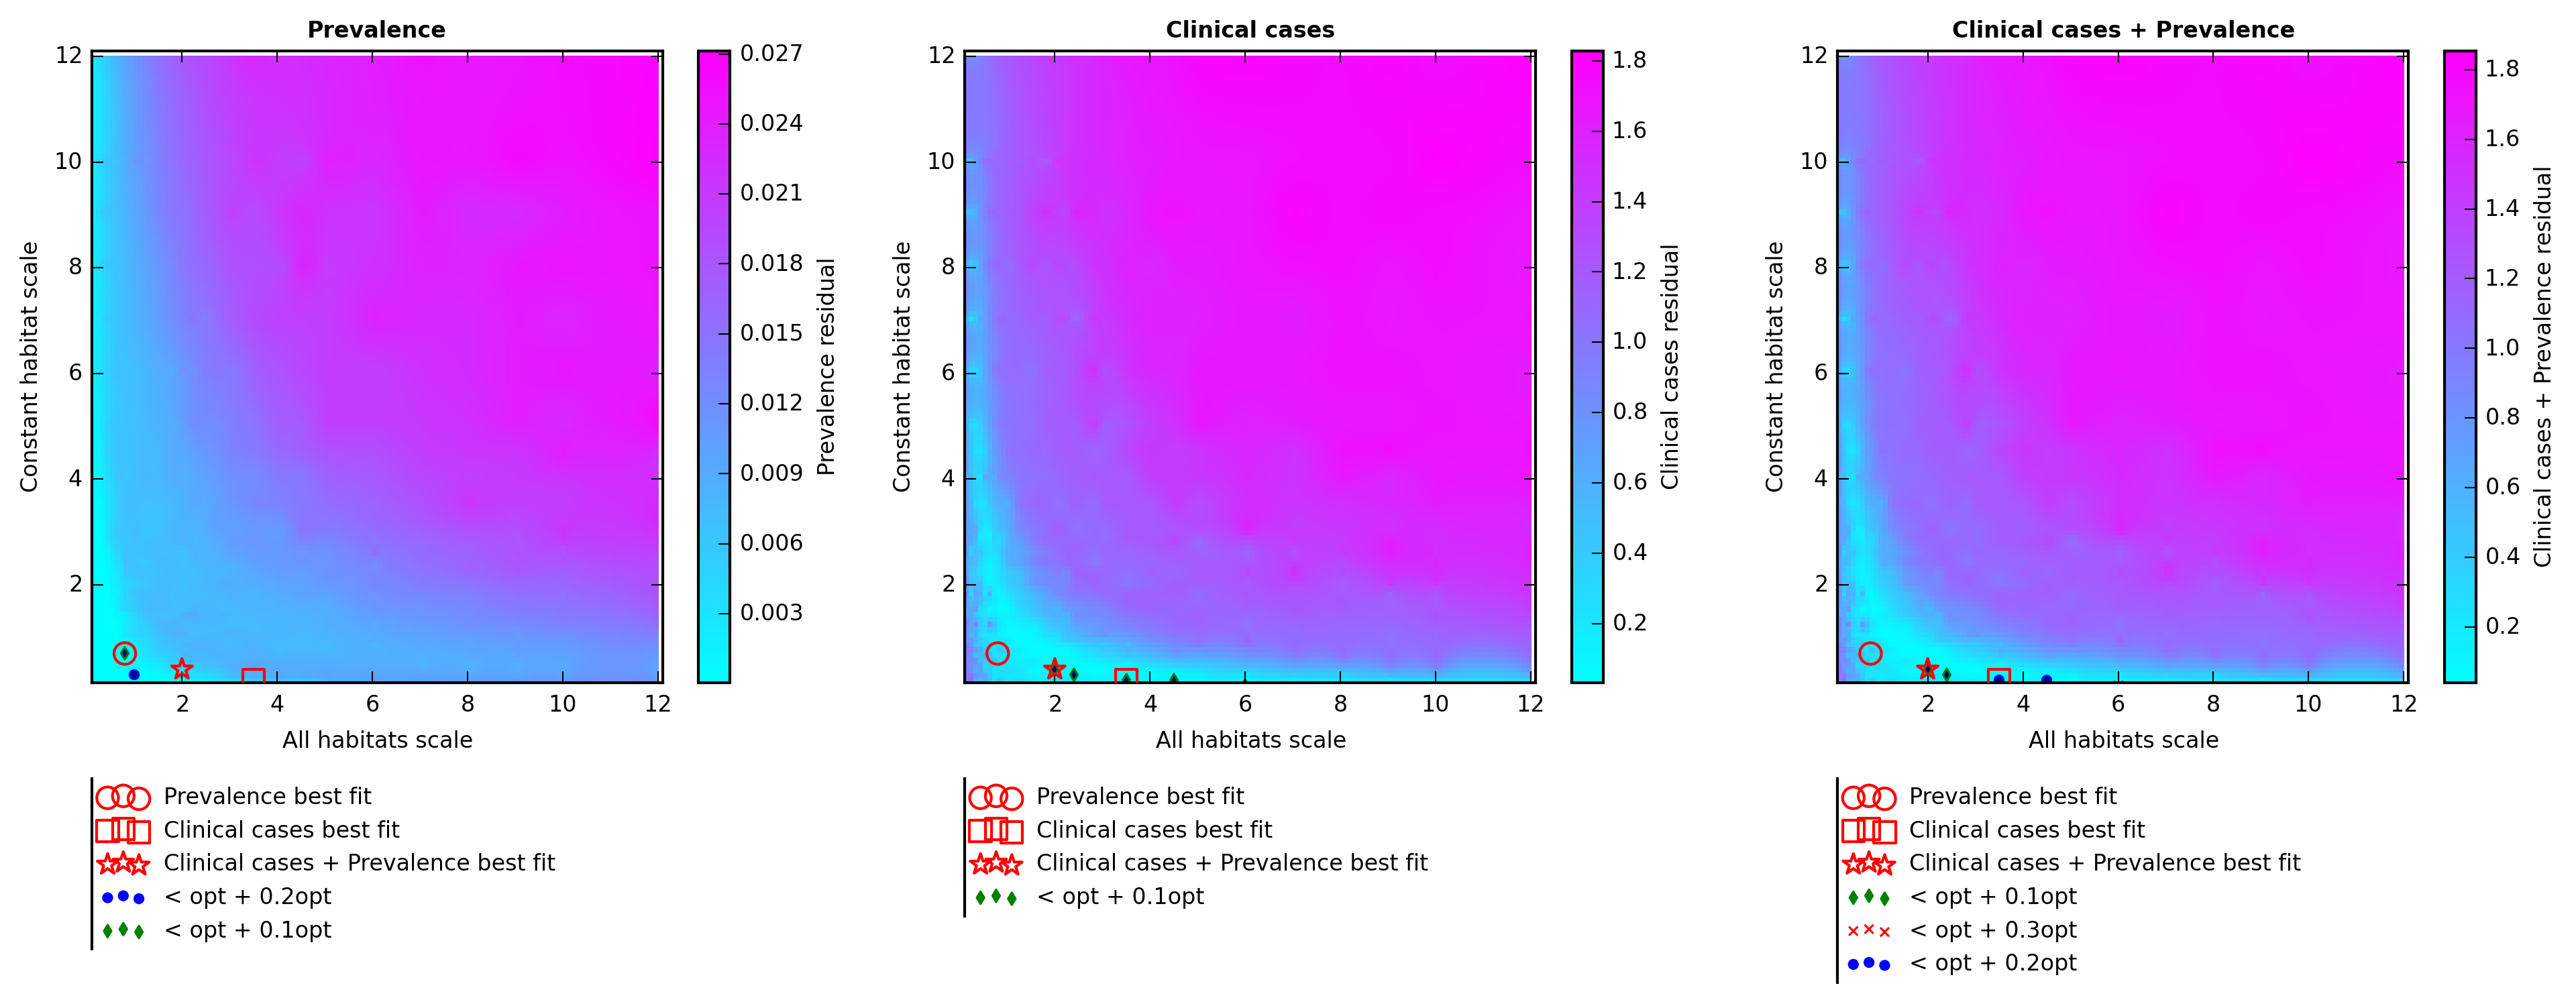 Prevalence
12
10
8
6
4
2
Constant habitat scale
2 4 6 8 10 12
All habitats scale
0.027
0.024
0.021
0.018
0.015
0.012
0.009
0.006
0.003
Prevalence residual
Prevalence best fit
Clinical cases best fit
Clinical cases + Prevalence best fit
< opt + 0.2opt
< opt + 0.1opt
Clinical cases
12
10
8
6
4
2
Constant habitat scale
2 4 6 8 10 12
All habitats scale
1.8
1.6
1.4
1.2
1.0
0.8
0.6
0.4
0.2
Clinical cases residual
Prevalence best fit
Clinical cases best fit
Clinical cases + Prevalence best fit
< opt + 0.1opt
Clinical cases + Prevalence
12
10
8
6
4
2
Constant habitat scale
2 4 6 8 10 12
All habitats scale
1.8
1.6
1.4
1.2
1.0
0.8
0.6
0.4
0.2
Clinical cases + Prevalence residual
Prevalence best fit
Clinical cases best fit
Clinical cases + Prevalence best fit
< opt + 0.1opt
< opt + 0.3opt
< opt + 0.2opt